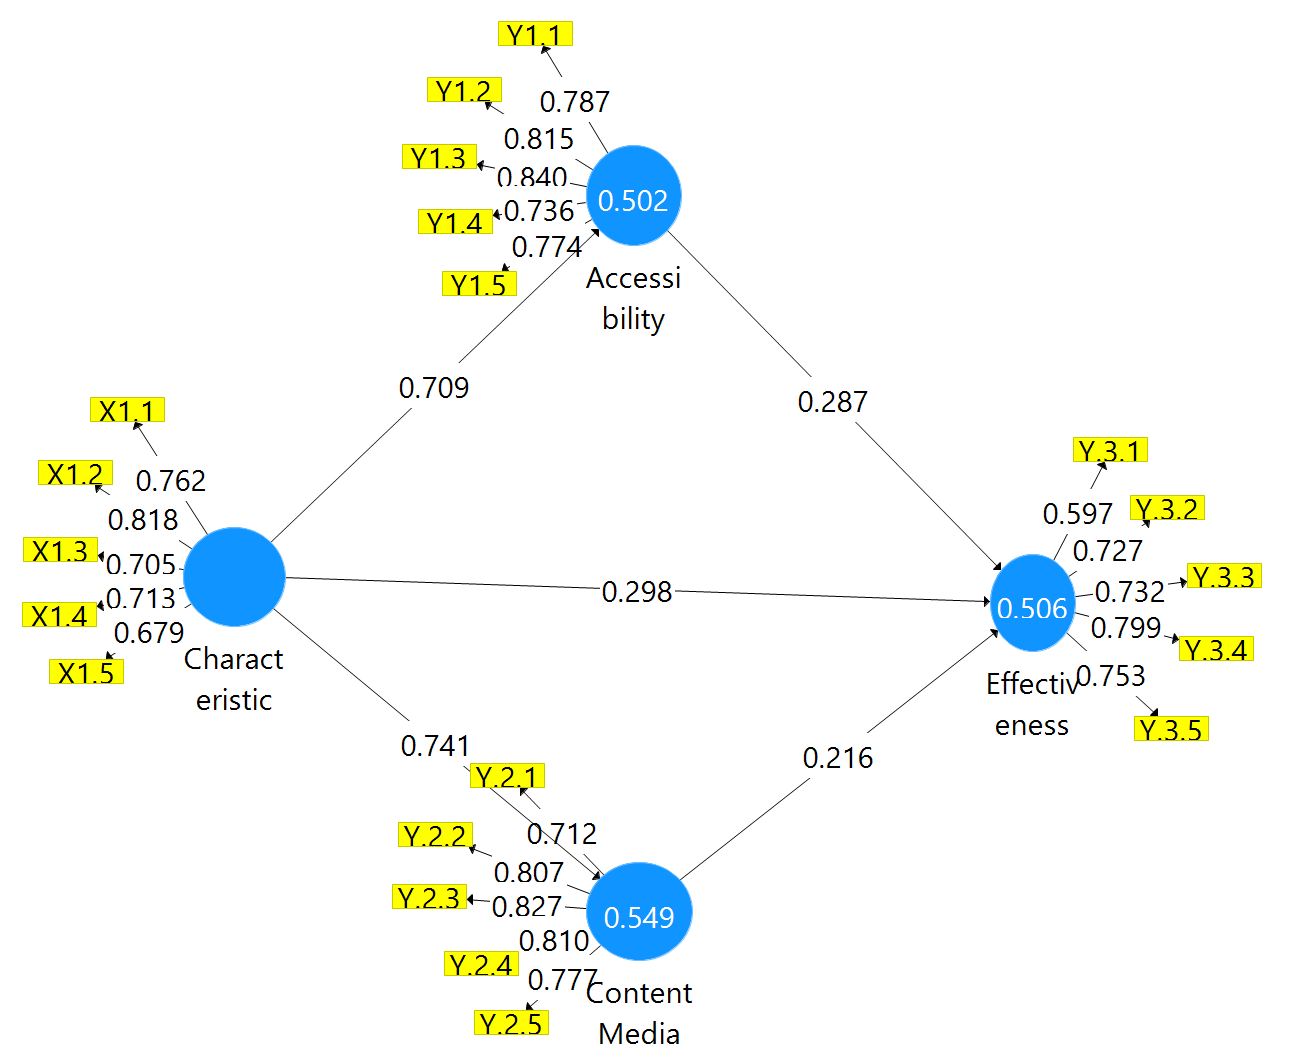 Y1.1
0.787
Y1.2
0.815
Y1.3
0.840
Y1.4
0.736
Y1.5
0.774
0.502
Accessi
bility
0.709
0.287
X1.1
0.762
X1.2
0.818
X1.3
0.705
X1.4
0.713
X1.5
0.679
Charact
eristic
0.298
Y.3.1
0.597
Y.3.2
0.727
Y.3.3
0.732
Y.3.4
0.799
Y.3.5
0.753
0.506
Effectiv
eness
0.741
0.216
Y.2.1
0.712
Y.2.2
0.807
Y.2.3
0.827
Y.2.4
0.810
Y.2.5
0.777
0.549
Content
Media